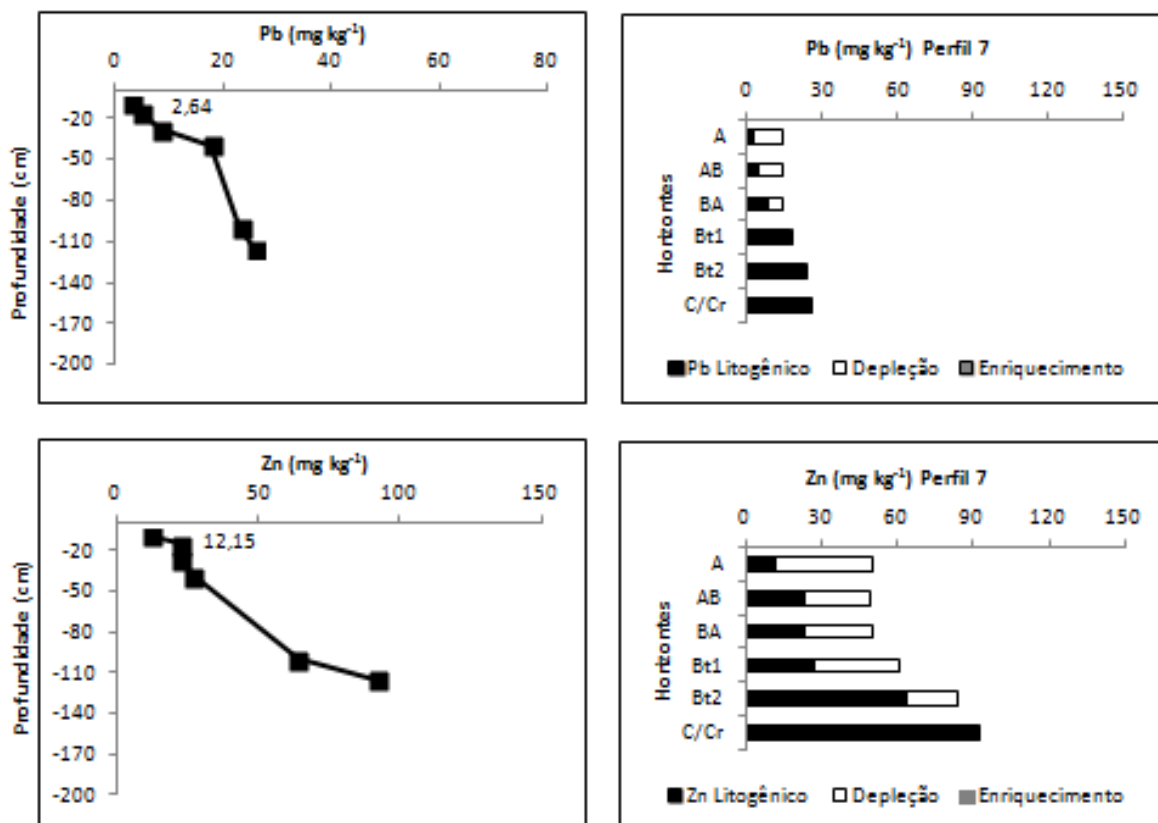 Pb (mg kg⁻¹)
0 20 40 60 80
2,64
-20
-50
-80
-110
-140
-170
-200
Profundidade (cm)
Pb (mg kg⁻¹) Perfil 7
0 30 60 90 120 150
A
AB
BA
Bt1
Bt2
C/Cr
Horizontes
Pb Litogênico Depleção Enriquecimento
Zn (mg kg⁻¹)
0 50 100 150
12,15
-20
-50
-80
-110
-140
-170
-200
Profundidade (cm)
Zn (mg kg⁻¹) Perfil 7
0 30 60 90 120 150
A
AB
BA
Bt1
Bt2
C/Cr
Horizontes
Zn Litogênico Depleção Enriquecimento